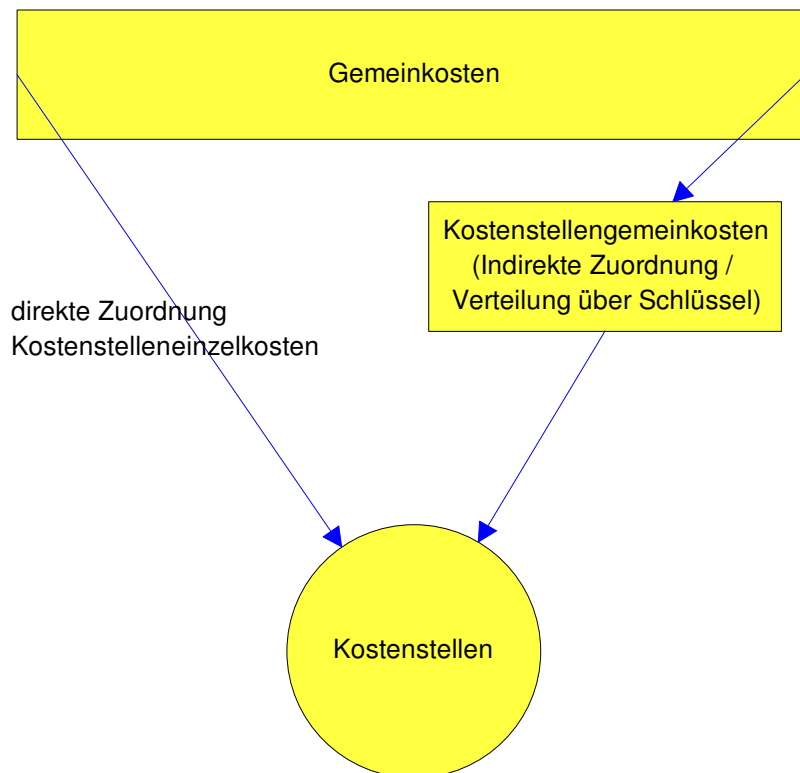 Gemeinkosten
Kostenstellengemeinkosten
(Indirekte Zuordnung /
Verteilung über Schlüssel)
direkte Zuordnung
Kostenstelleneinzelkosten
Kostenstellen